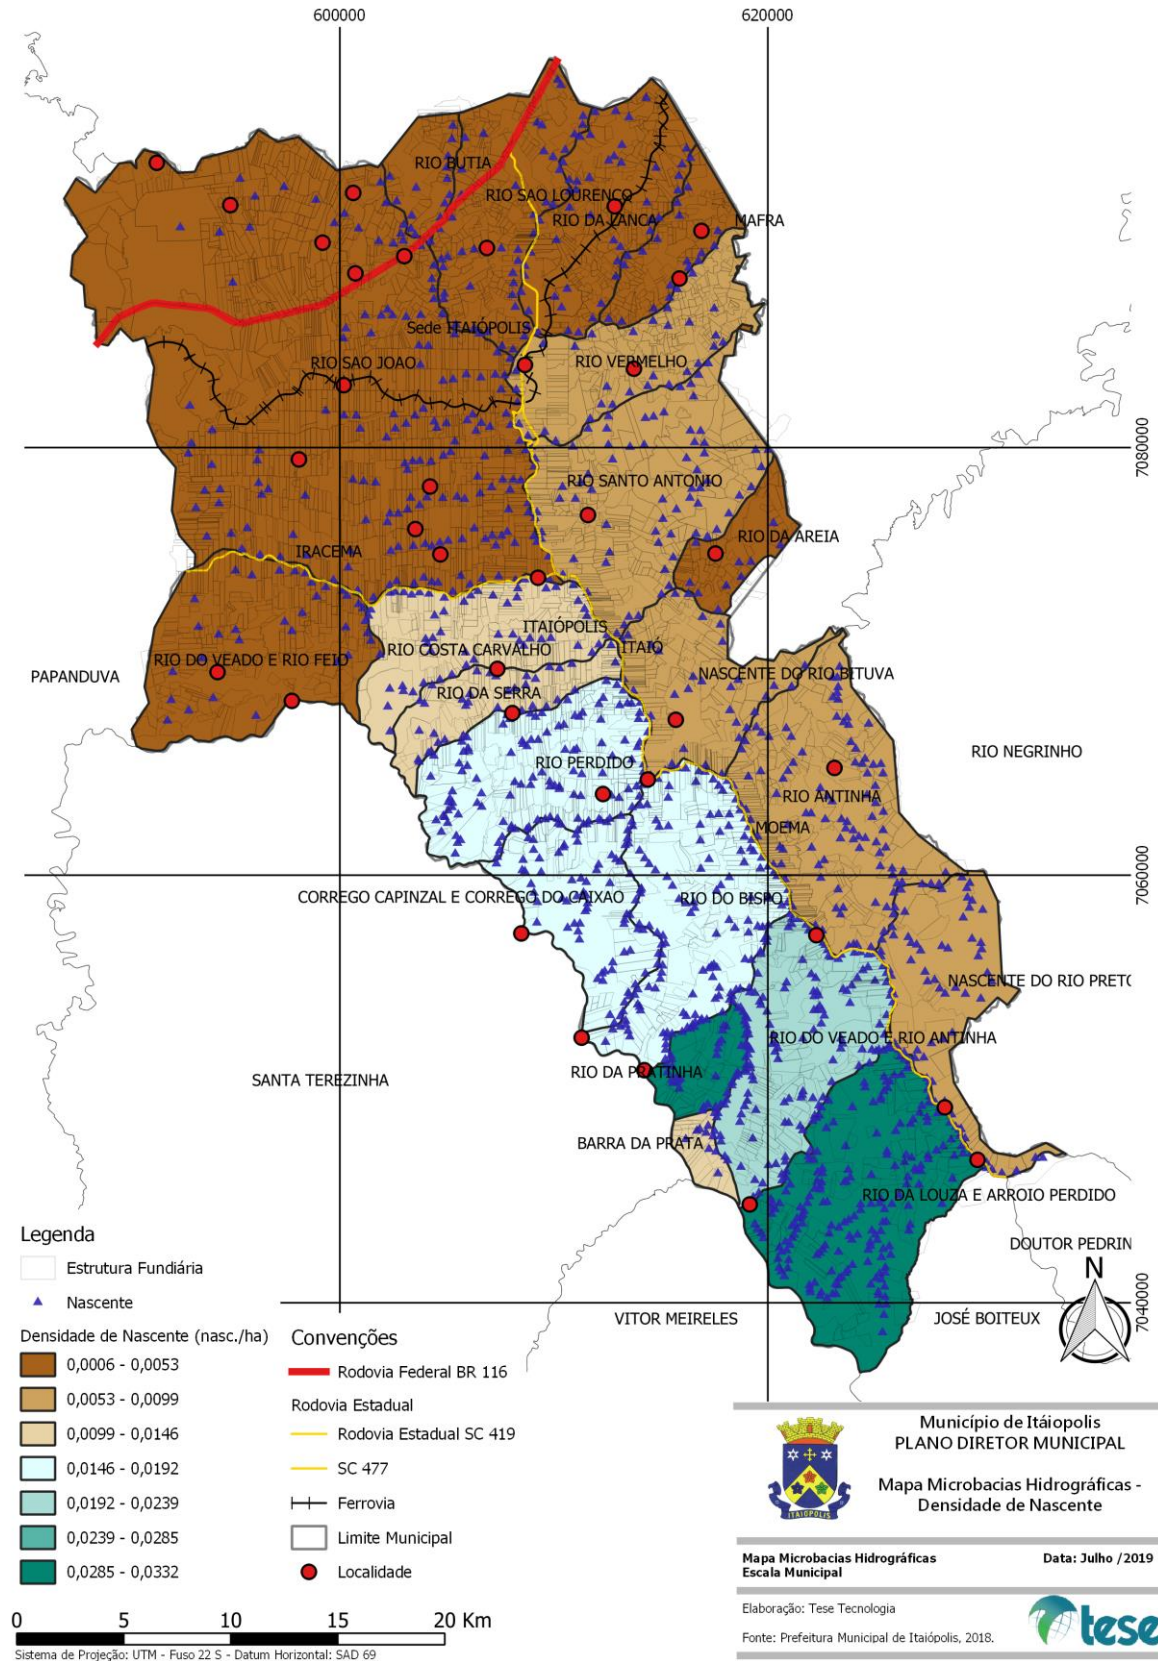 600000
620000
RIO BUTIA
RIO SAO LOURENCO
RIO DA LANCA
MAFRA
Sede ITAIÓPOLIS
RIO SAO JOAO
RIO VERMELHO
7080000
RIO SANTO ANTONIO
RIO DA AREIA
IRACEMA
ITAIÓPOLIS
ITAIÓ
RIO COSTA CARVALHO
RIO DO VEADO E RIO FEIO
PAPANDUVA
NASCENTE DO RIO BITUVA
RIO DA SERRA
RIO NEGRINHO
RIO PERDIDO
RIO ANTINHA
MOEMA
7060000
CORREGO CAPINZAL E CORREGO DO CAIXAO
RIO DO BISPO
NASCENTE DO RIO PRETO
RIO DO VEADO E RIO ANTINHA
RIO DA PRATINHA
SANTA TEREZINHA
BARRA DA PRATA
RIO DA LOUZA E ARROIO PERDIDO
DOUTOR PEDRIN
N
7040000
VITOR MEIRELES
JOSÉ BOITEUX
Legenda
Estrutura Fundiária
Nascente
Densidade de Nascente (nasc./ha)
0,0006 - 0,0053
0,0053 - 0,0099
0,0099 - 0,0146
0,0146 - 0,0192
0,0192 - 0,0239
0,0239 - 0,0285
0,0285 - 0,0332
Convenções
Rodovia Federal BR 116
Rodovia Estadual
Rodovia Estadual SC 419
SC 477
Ferrovia
Limite Municipal
Localidade
0 5 10 15 20 Km
Sistema de Projeção: UTM - Fuso 22 S - Datum Horizontal: SAD 69
ITAIOPOLIS
Município de Itáiopolis
PLANO DIRETOR MUNICIPAL
Mapa Microbacias Hidrográficas -
Densidade de Nascente
Mapa Microbacias Hidrográficas
Escala Municipal
Data: Julho /2019
Elaboração: Tese Tecnologia
Fonte: Prefeitura Municipal de Itaiópolis, 2018.
tese